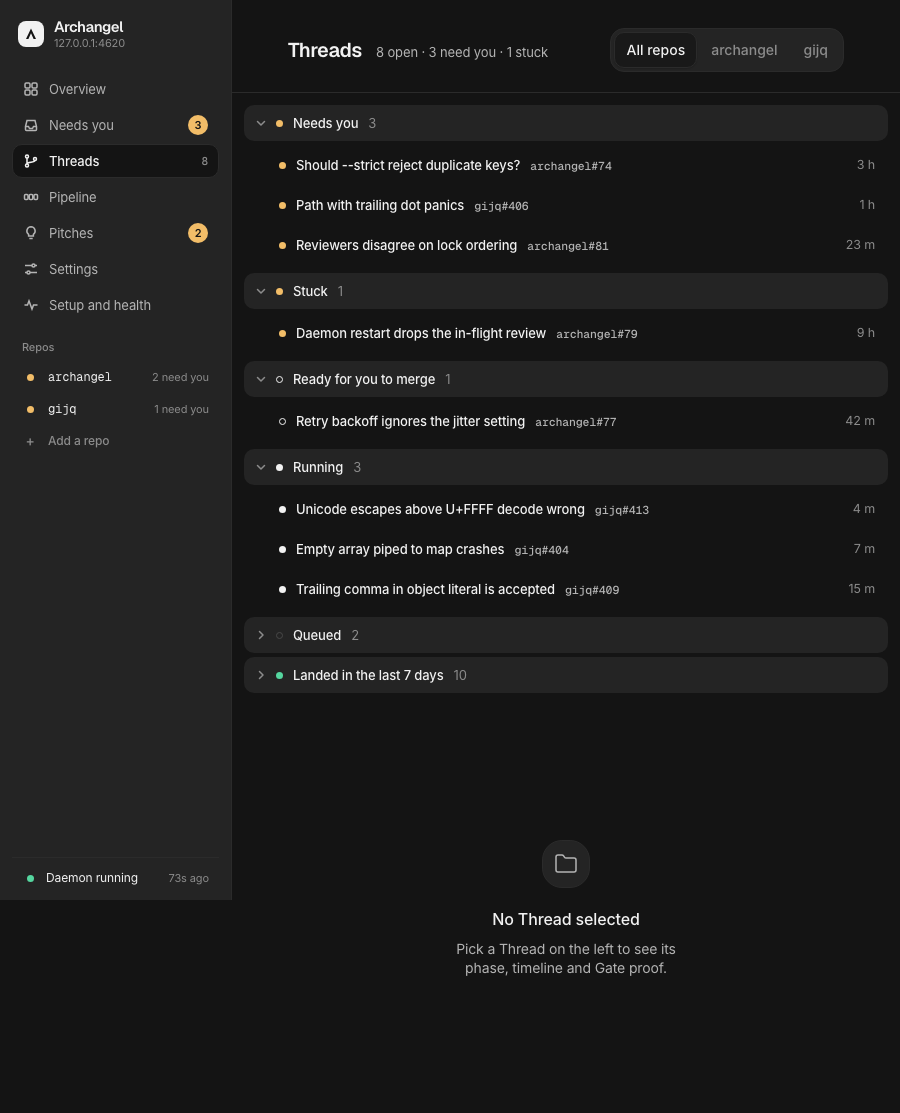 Archangel
127.0.0.1:4620
Overview
Needs you 3
Threads 8
Pipeline
Pitches 2
Settings
Setup and health
Repos
archangel 2 need you
gijq 1 need you
+ Add a repo
Daemon running 73s ago
Threads 8 open · 3 need you · 1 stuck
All repos archangel gijq
Needs you 3
Should --strict reject duplicate keys? archangel#74 3 h
Path with trailing dot panics gijq#406 1 h
Reviewers disagree on lock ordering archangel#81 23 m
Stuck 1
Daemon restart drops the in-flight review archangel#79 9 h
Ready for you to merge 1
Retry backoff ignores the jitter setting archangel#77 42 m
Running 3
Unicode escapes above U+FFFF decode wrong gijq#413 4 m
Empty array piped to map crashes gijq#404 7 m
Trailing comma in object literal is accepted gijq#409 15 m
Queued 2
Landed in the last 7 days 10
No Thread selected
Pick a Thread on the left to see its
phase, timeline and Gate proof.